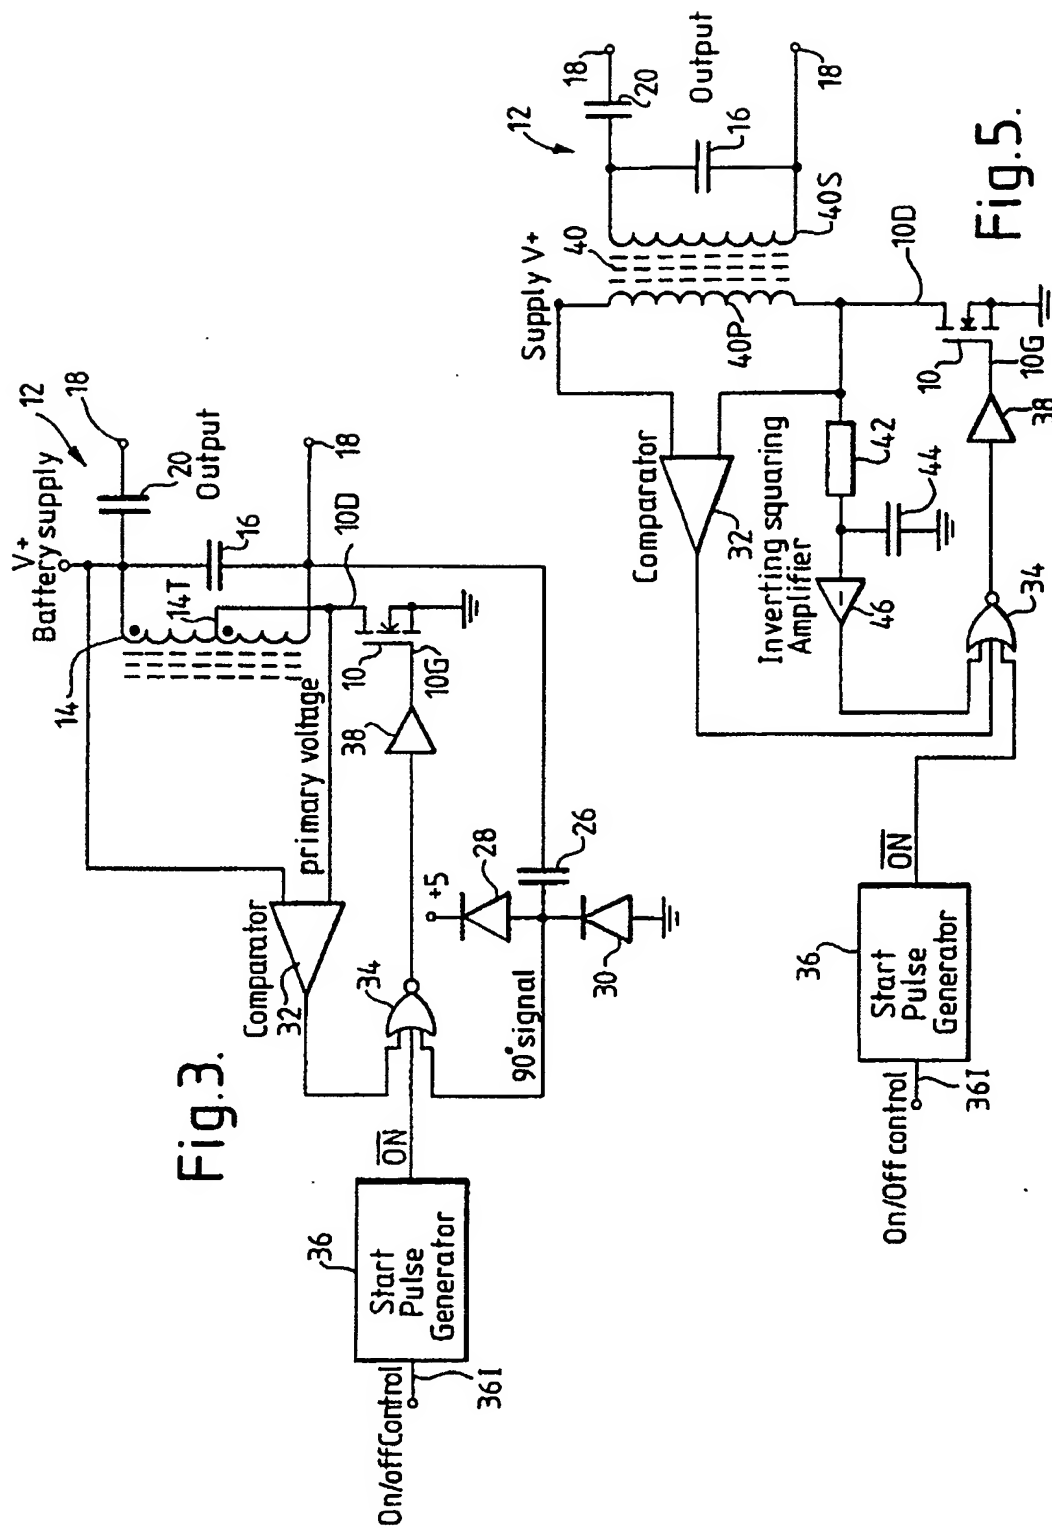 Fig.3.
On/offControl
36I
36
Start
Pulse
Generator
ON
Comparator
32
34
90°signal
30
28
+5
26
38
10G
10
10D
primary voltage
14
14T
V+
Battery supply
16
20
Output
18
18
12
Fig.5.
On/Off control
36I
36
Start
Pulse
Generator
ON
Comparator
32
34
Inverting squaring
Amplifier
46
44
42
38
10G
10
10D
Supply V+
40
40P
40S
16
20
Output
18
18
12